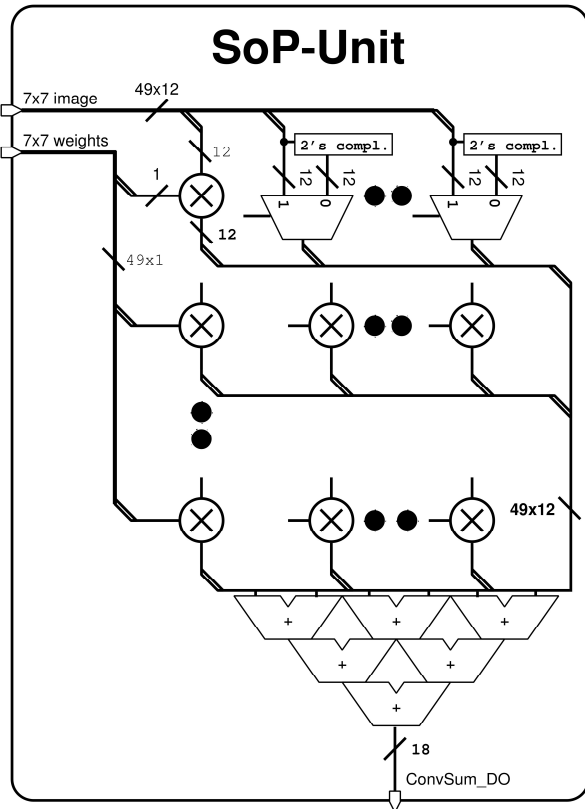 SoP-Unit
7x7 image
49x12
7x7 weights
12
2's compl.
2's compl.
1
12
12
12
12
1
0
1
0
12
49x1
49x12
+
+
+
+
+
+
18
ConvSum_DO